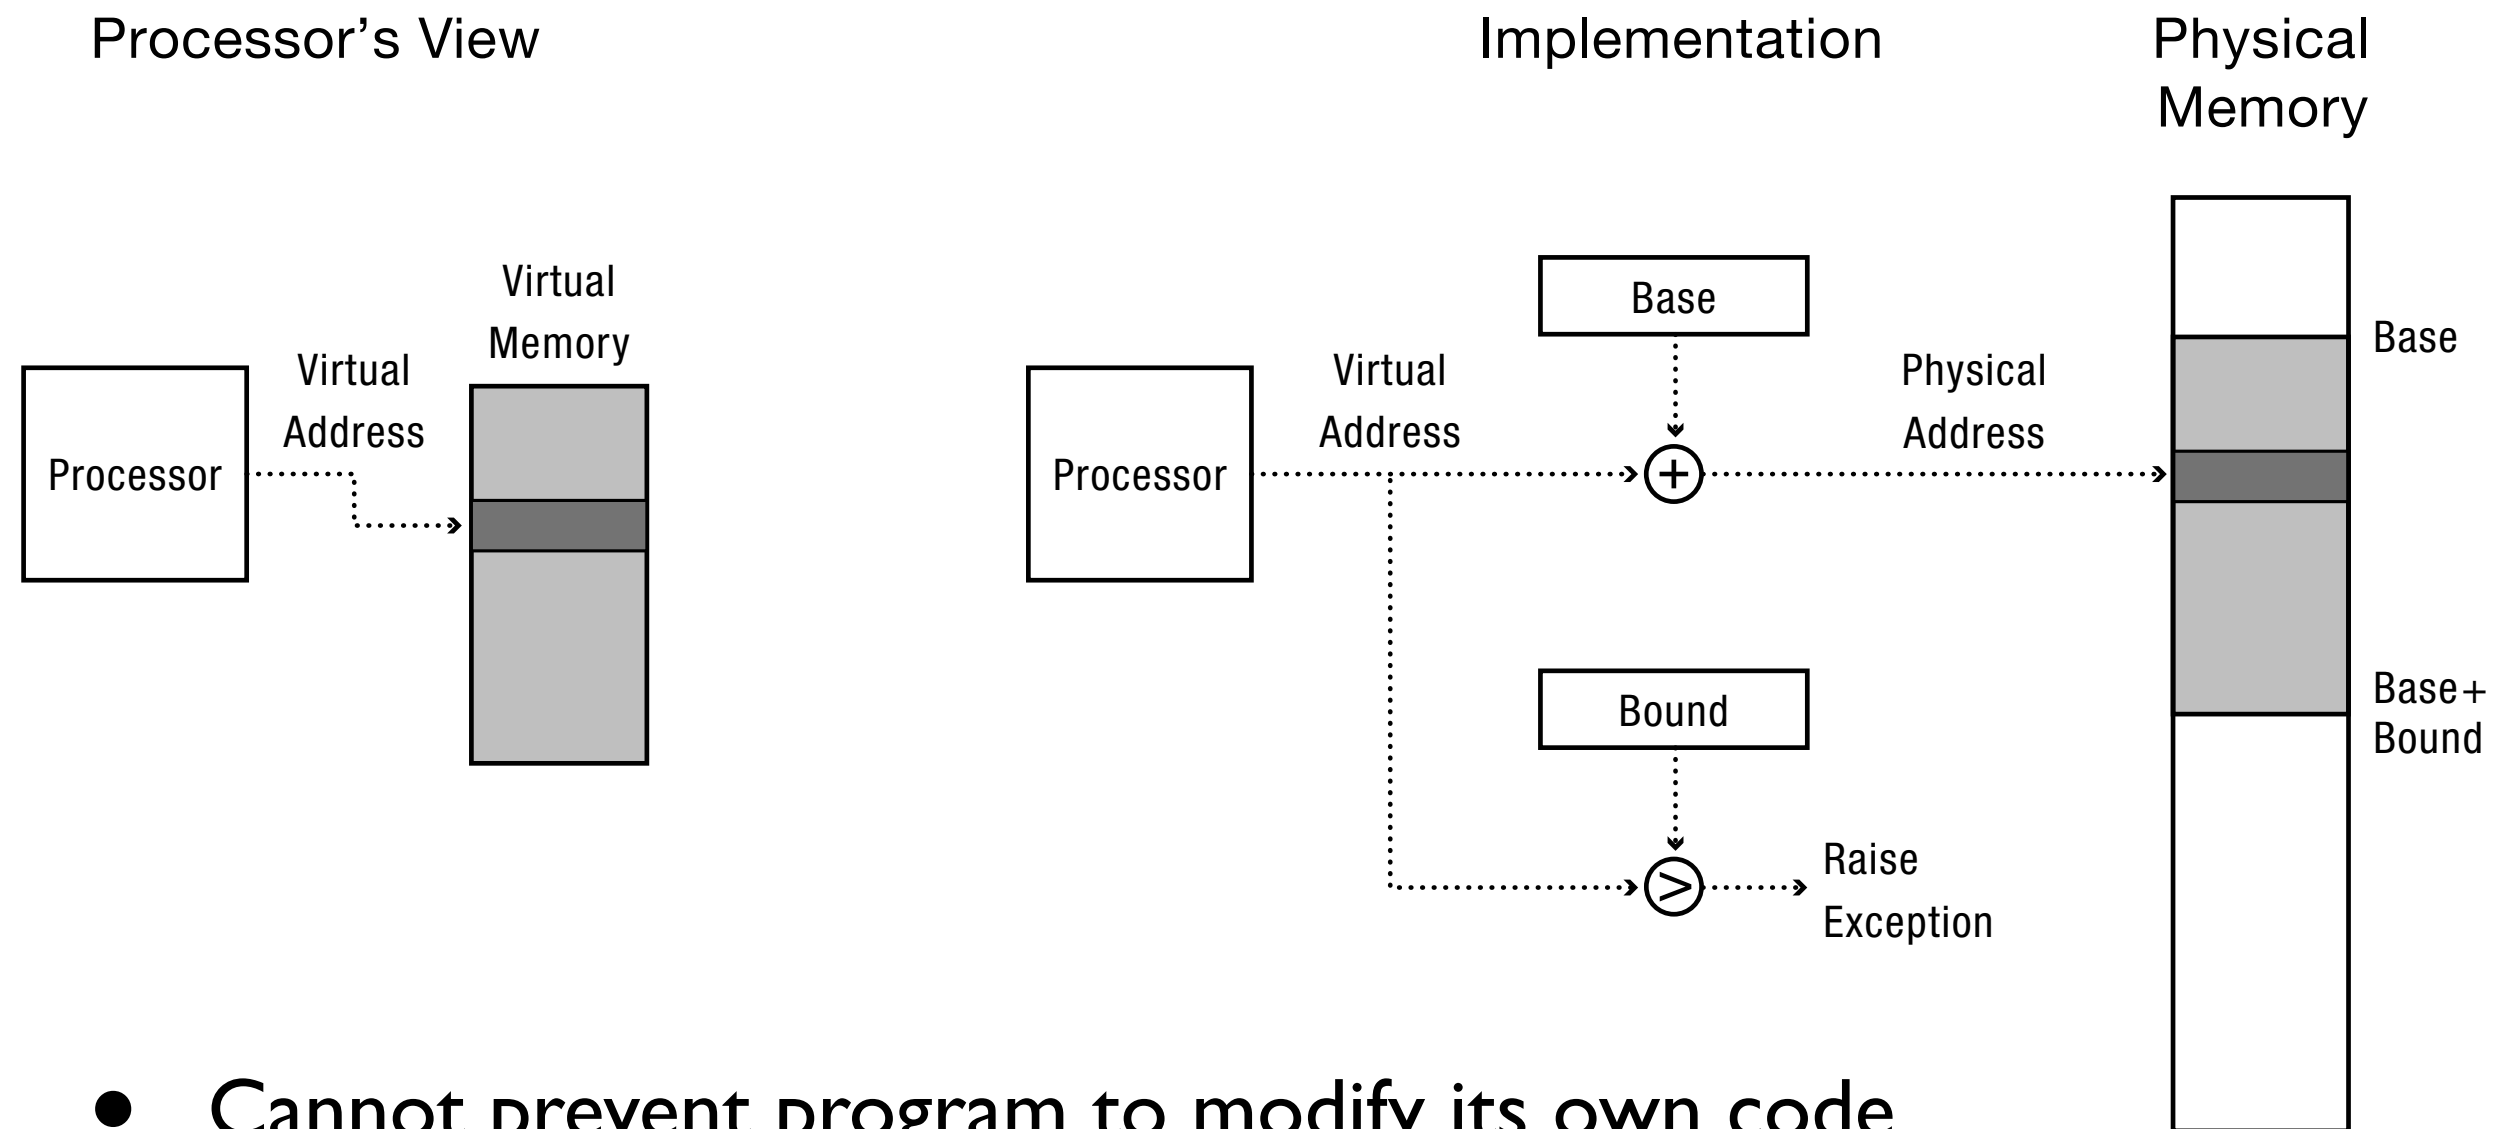 Processor’s View
Implementation
Physical
Memory
Virtual
Memory
Virtual
Address
Processor
Processor
Virtual
Address
Base
+
Physical
Address
Bound
>
Raise
Exception
Base
Base+
Bound
• Cannot prevent program to modify its own code